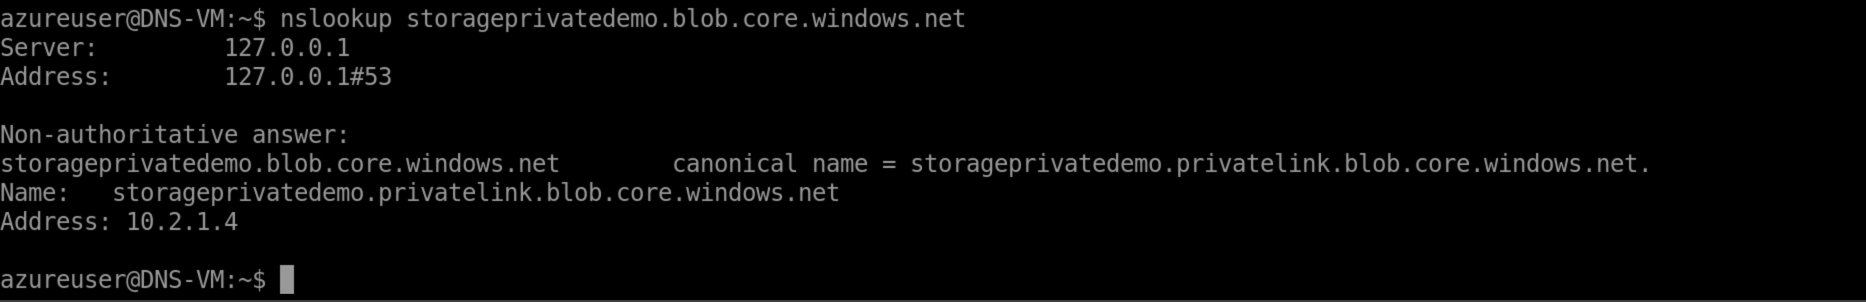 azureuser@DNS-VM:~$ nslookup storageprivatedemo.blob.core.windows.net
Server:         127.0.0.1
Address:        127.0.0.1#53

Non-authoritative answer:
storageprivatedemo.blob.core.windows.net        canonical name = storageprivatedemo.privatelink.blob.core.windows.net.
Name:   storageprivatedemo.privatelink.blob.core.windows.net
Address: 10.2.1.4

azureuser@DNS-VM:~$